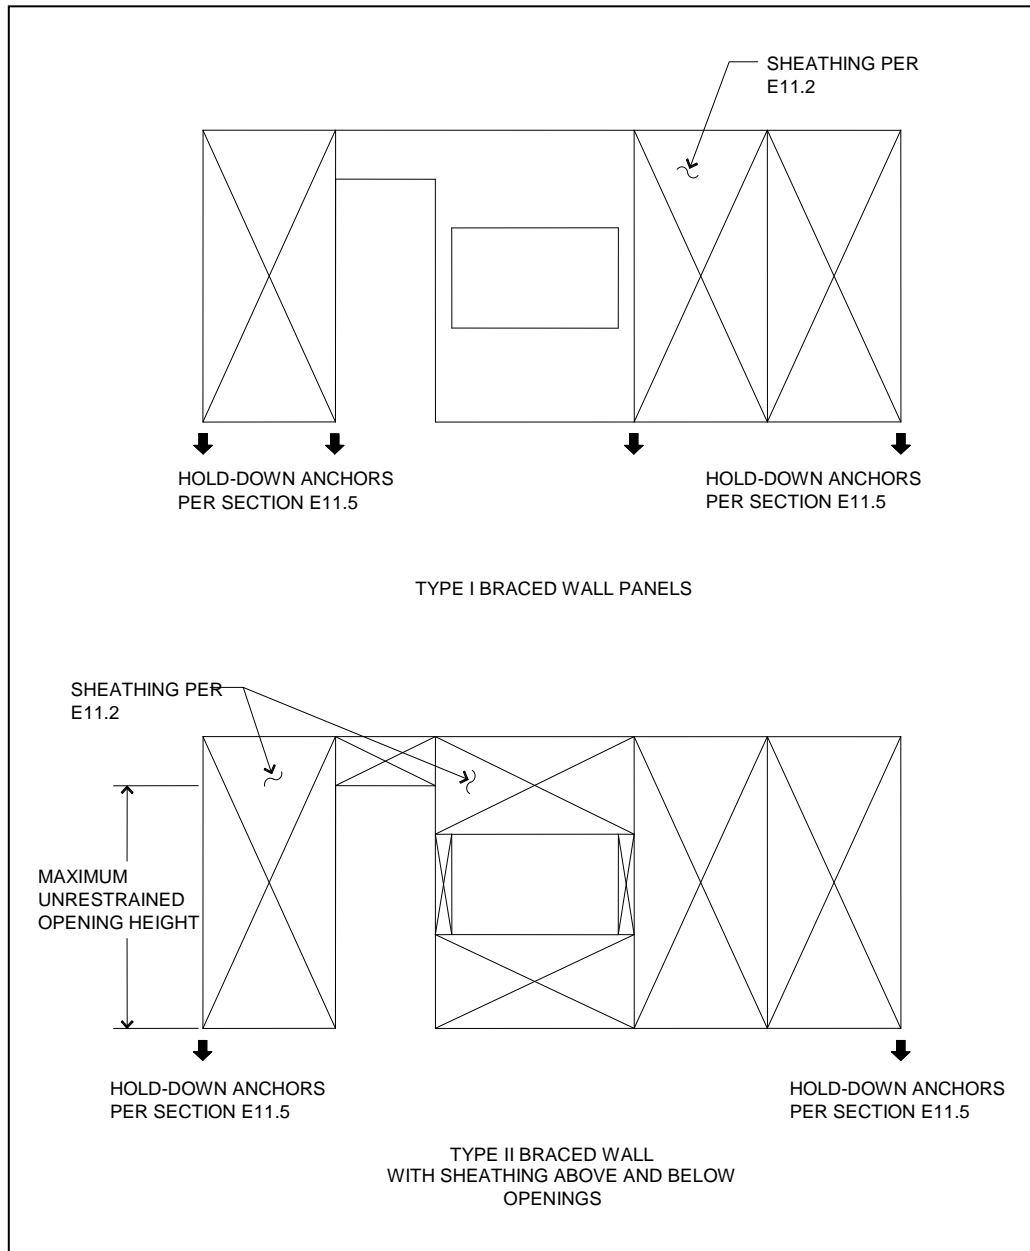 SHEATHING PER
E11.2
HOLD-DOWN ANCHORS
PER SECTION E11.5
HOLD-DOWN ANCHORS
PER SECTION E11.5
TYPE I BRACED WALL PANELS
SHEATHING PER
E11.2
MAXIMUM
UNRESTRAINED
OPENING HEIGHT
HOLD-DOWN ANCHORS
PER SECTION E11.5
HOLD-DOWN ANCHORS
PER SECTION E11.5
TYPE II BRACED WALL
WITH SHEATHING ABOVE AND BELOW
OPENINGS